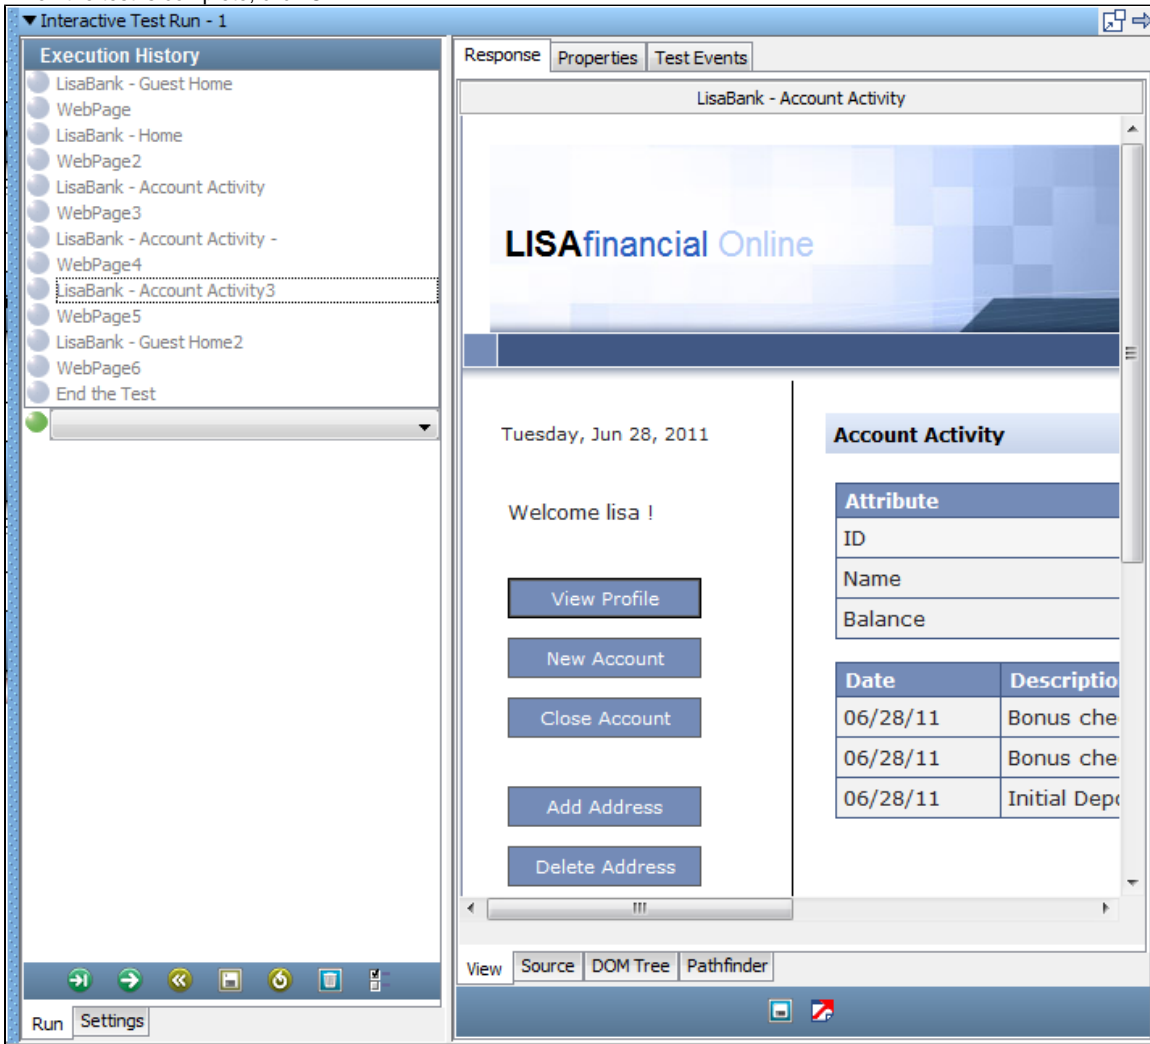 Interactive Test Run - 1
Execution History
LisaBank - Guest Home
WebPage
LisaBank - Home
WebPage2
LisaBank - Account Activity
WebPage3
LisaBank - Account Activity -
WebPage4
LisaBank - Account Activity3
WebPage5
LisaBank - Guest Home2
WebPage6
End the Test
Run Settings
Response Properties Test Events
LisaBank - Account Activity
LISAfinancial Online
Tuesday, Jun 28, 2011
Welcome lisa !
View Profile
New Account
Close Account
Add Address
Delete Address
Account Activity
Attribute
ID
Name
Balance
Date Descriptio
06/28/11 Bonus che
06/28/11 Bonus che
06/28/11 Initial Depo
View Source DOM Tree Pathfinder